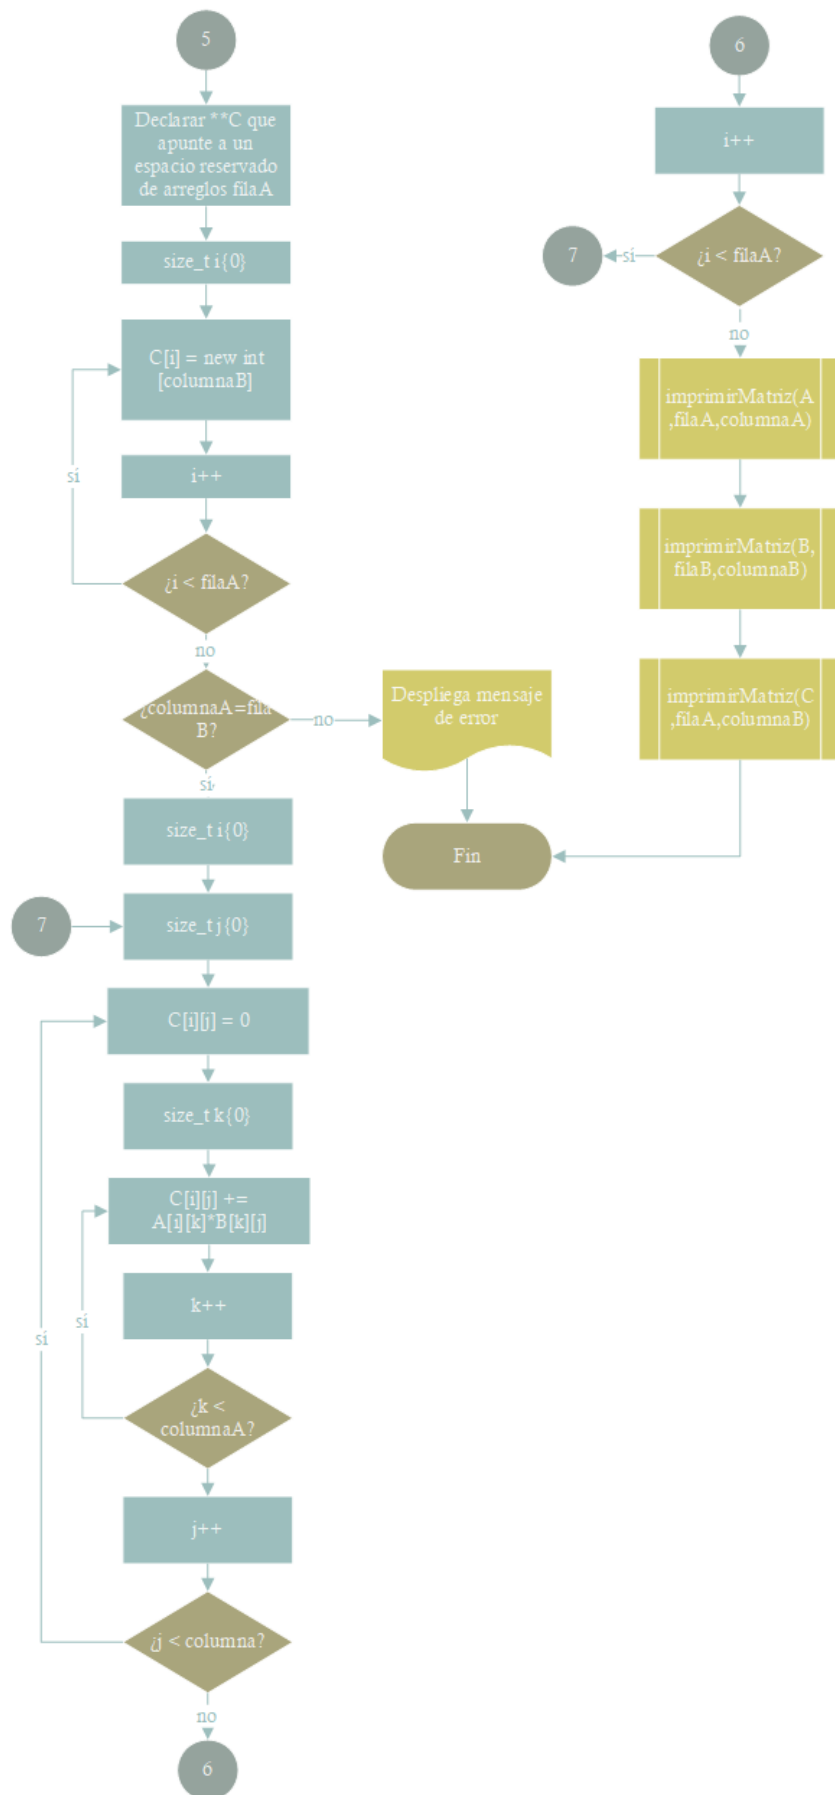 5
Declarar **C que
apunte a un
espacio reservado
de arreglos filaA
size_t i{0}
C[i] = new int
[columnaB]
i++
sí
¿i < filaA?
no
¿columnaA=fila
B?
no
Despliega mensaje
de error
Fin
sí
size_t i{0}
7
size_t j{0}
C[i][j] = 0
size_t k{0}
C[i][j] +=
A[i][k]*B[k][j]
k++
sí
sí
¿k <
columnaA?
j++
¿j < columna?
no
6
6
i++
¿i < filaA?
sí
7
no
imprimirMatriz(A
,filaA,columnaA)
imprimirMatriz(B,
filaB,columnaB)
imprimirMatriz(C
,filaA,columnaB)